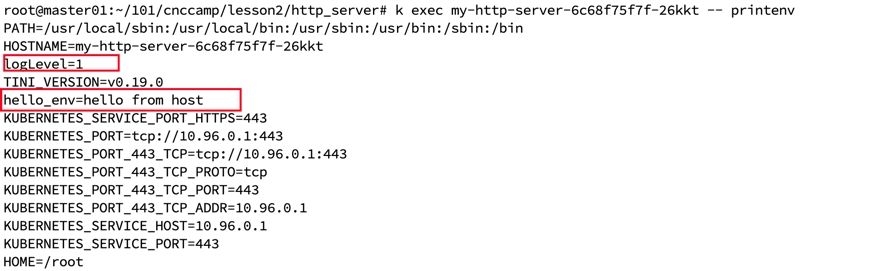 root@master01:~/101/cnccamp/lesson2/http_server# k exec my-http-server-6c68f75f7f-26kkt -- printenv
PATH=/usr/local/sbin:/usr/local/bin:/usr/sbin:/usr/bin:/sbin:/bin
HOSTNAME=my-http-server-6c68f75f7f-26kkt
logLevel=1
TINI_VERSION=v0.19.0
hello_env=hello from host
KUBERNETES_SERVICE_PORT_HTTPS=443
KUBERNETES_PORT=tcp://10.96.0.1:443
KUBERNETES_PORT_443_TCP=tcp://10.96.0.1:443
KUBERNETES_PORT_443_TCP_PROTO=tcp
KUBERNETES_PORT_443_TCP_PORT=443
KUBERNETES_PORT_443_TCP_ADDR=10.96.0.1
KUBERNETES_SERVICE_HOST=10.96.0.1
KUBERNETES_SERVICE_PORT=443
HOME=/root